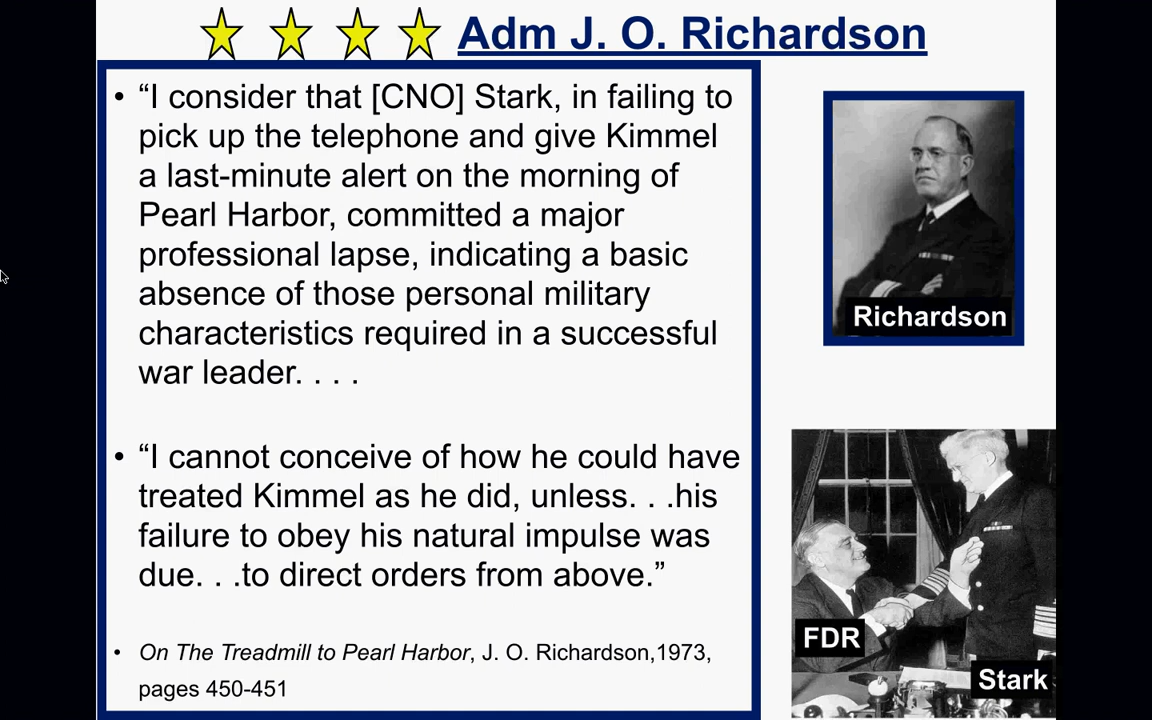 Adm J. O. Richardson
• “I consider that [CNO] Stark, in failing to
pick up the telephone and give Kimmel
a last-minute alert on the morning of
Pearl Harbor, committed a major
professional lapse, indicating a basic
absence of those personal military
characteristics required in a successful
war leader. . . .
• “I cannot conceive of how he could have
treated Kimmel as he did, unless. . .his
failure to obey his natural impulse was
due. . .to direct orders from above.”
• On The Treadmill to Pearl Harbor, J. O. Richardson,1973,
pages 450-451
Richardson
FDR
Stark